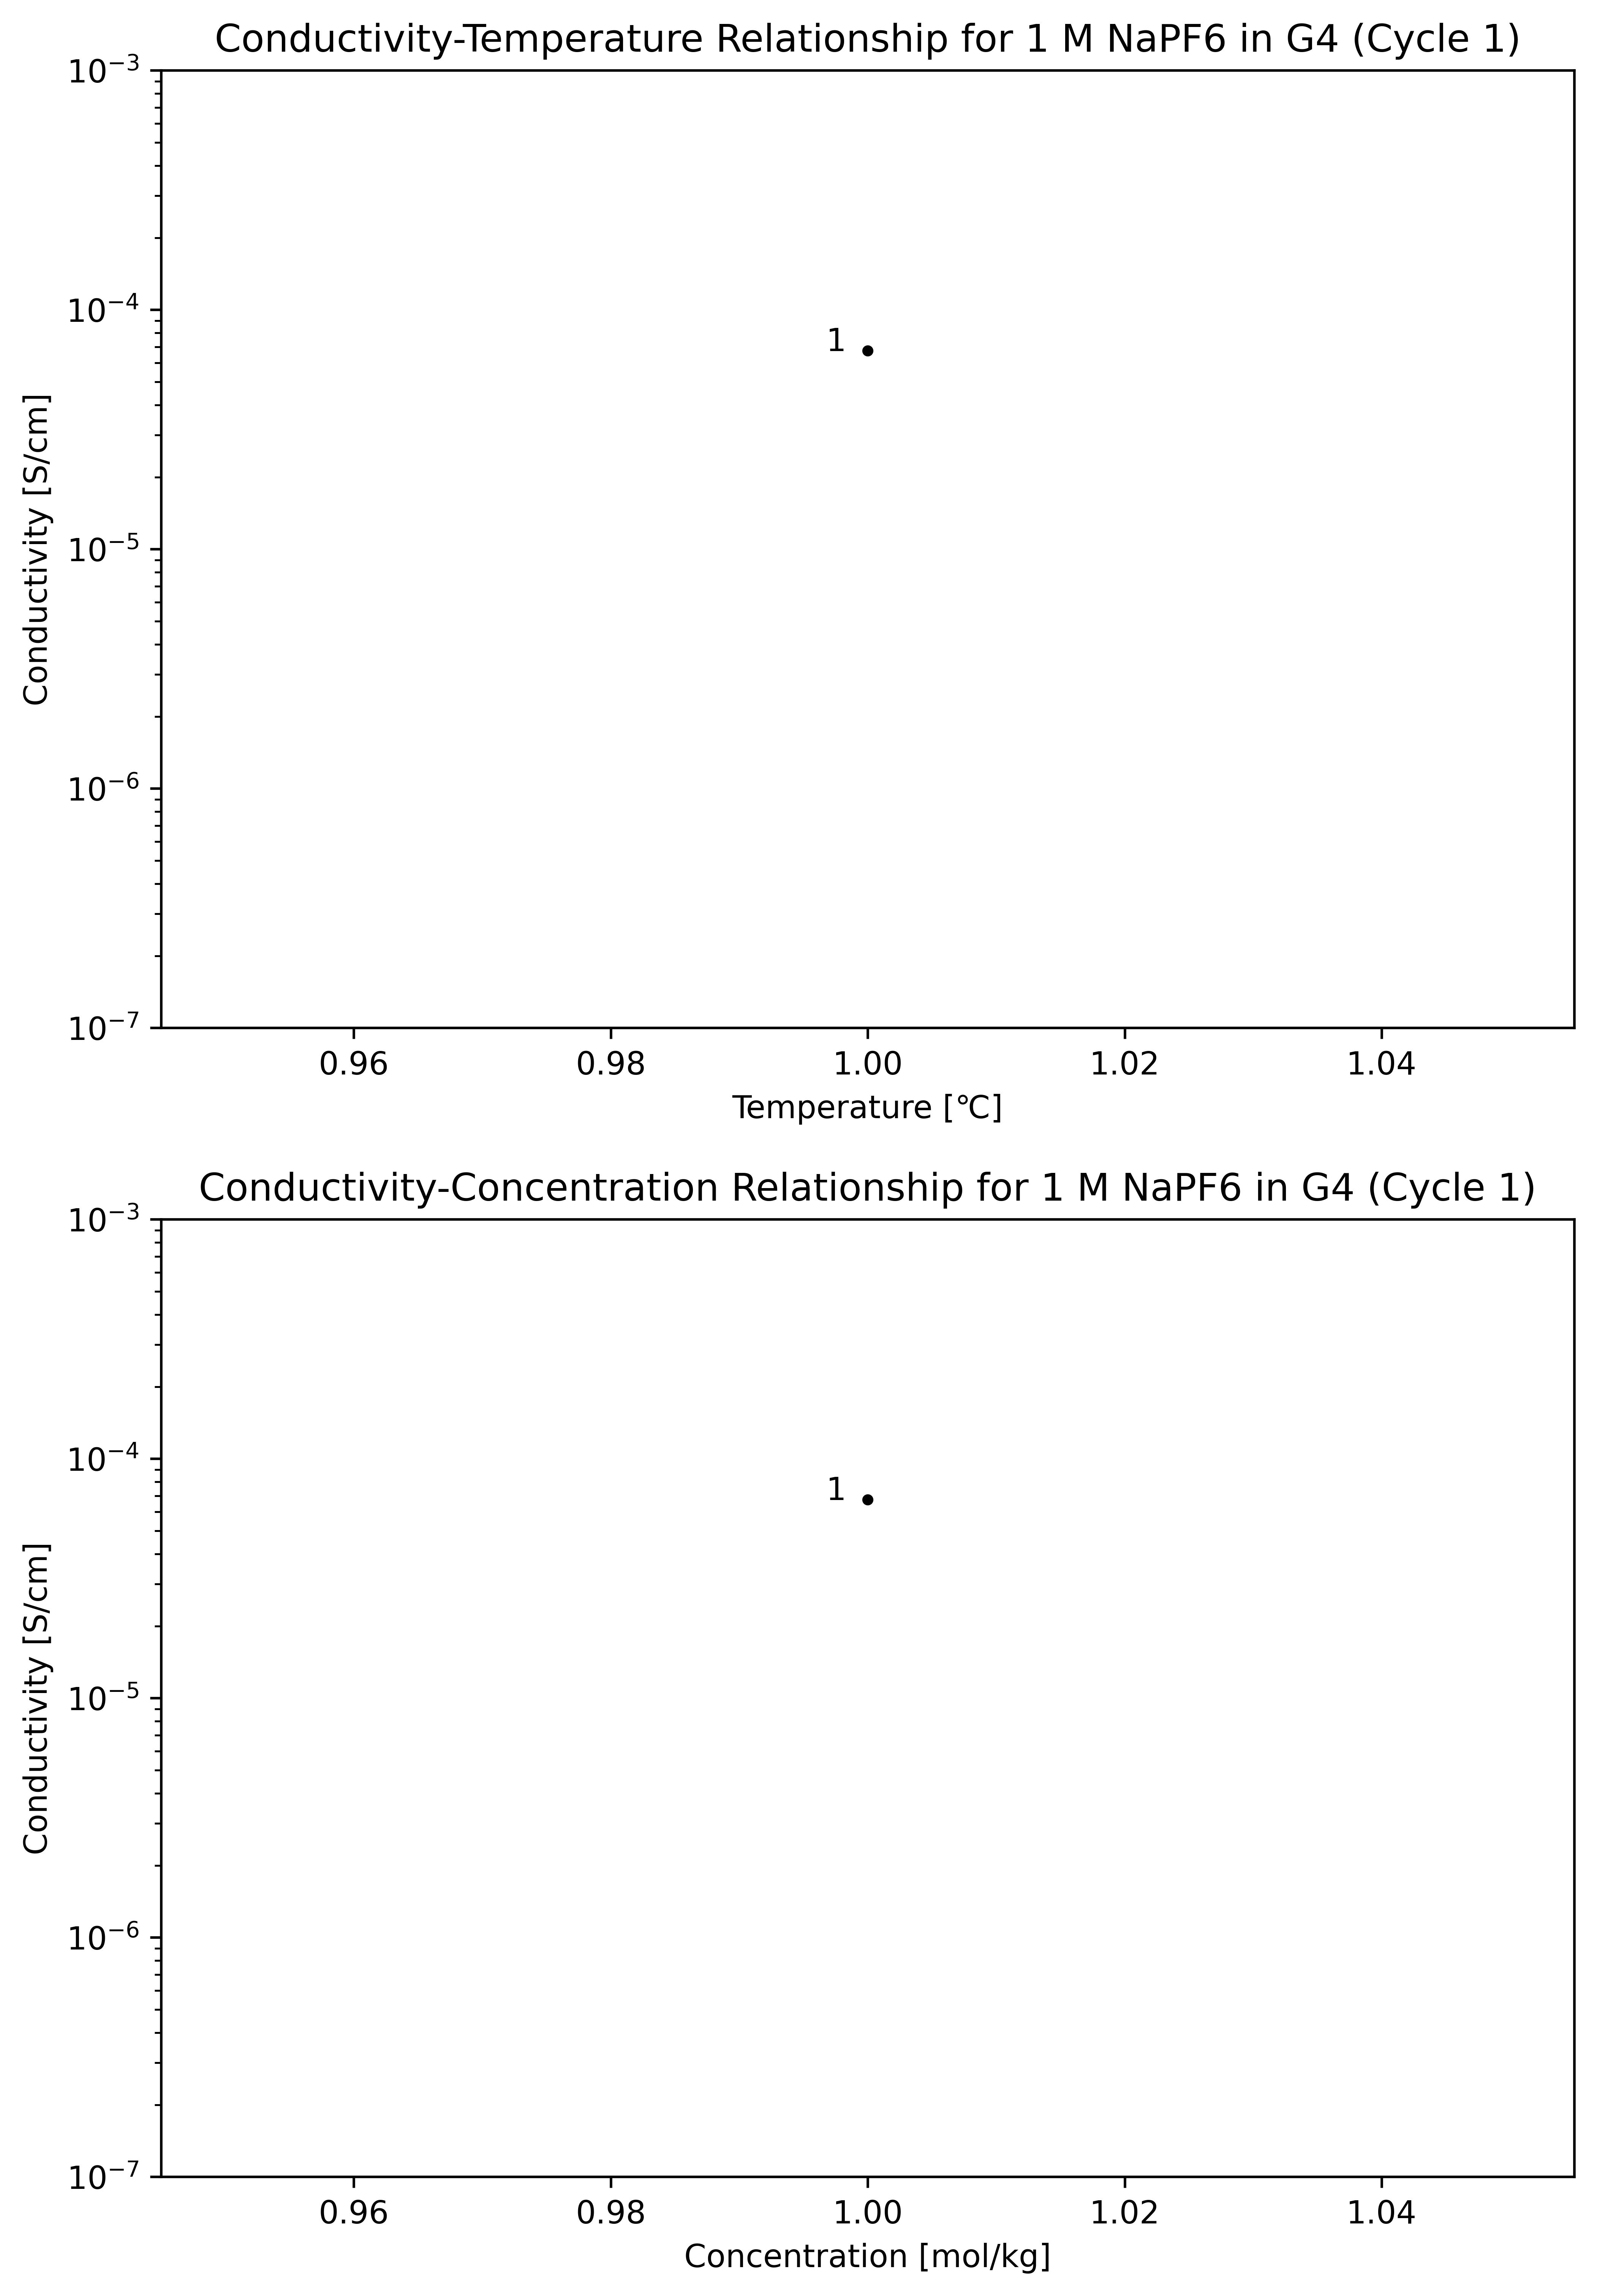 Conductivity-Temperature Relationship for 1 M NaPF6 in G4 (Cycle 1)
10⁻³
10⁻⁴
10⁻⁵
10⁻⁶
10⁻⁷
Conductivity [S/cm]
1
0.96 0.98 1.00 1.02 1.04
Temperature [℃]
Conductivity-Concentration Relationship for 1 M NaPF6 in G4 (Cycle 1)
10⁻³
10⁻⁴
10⁻⁵
10⁻⁶
10⁻⁷
Conductivity [S/cm]
1
0.96 0.98 1.00 1.02 1.04
Concentration [mol/kg]